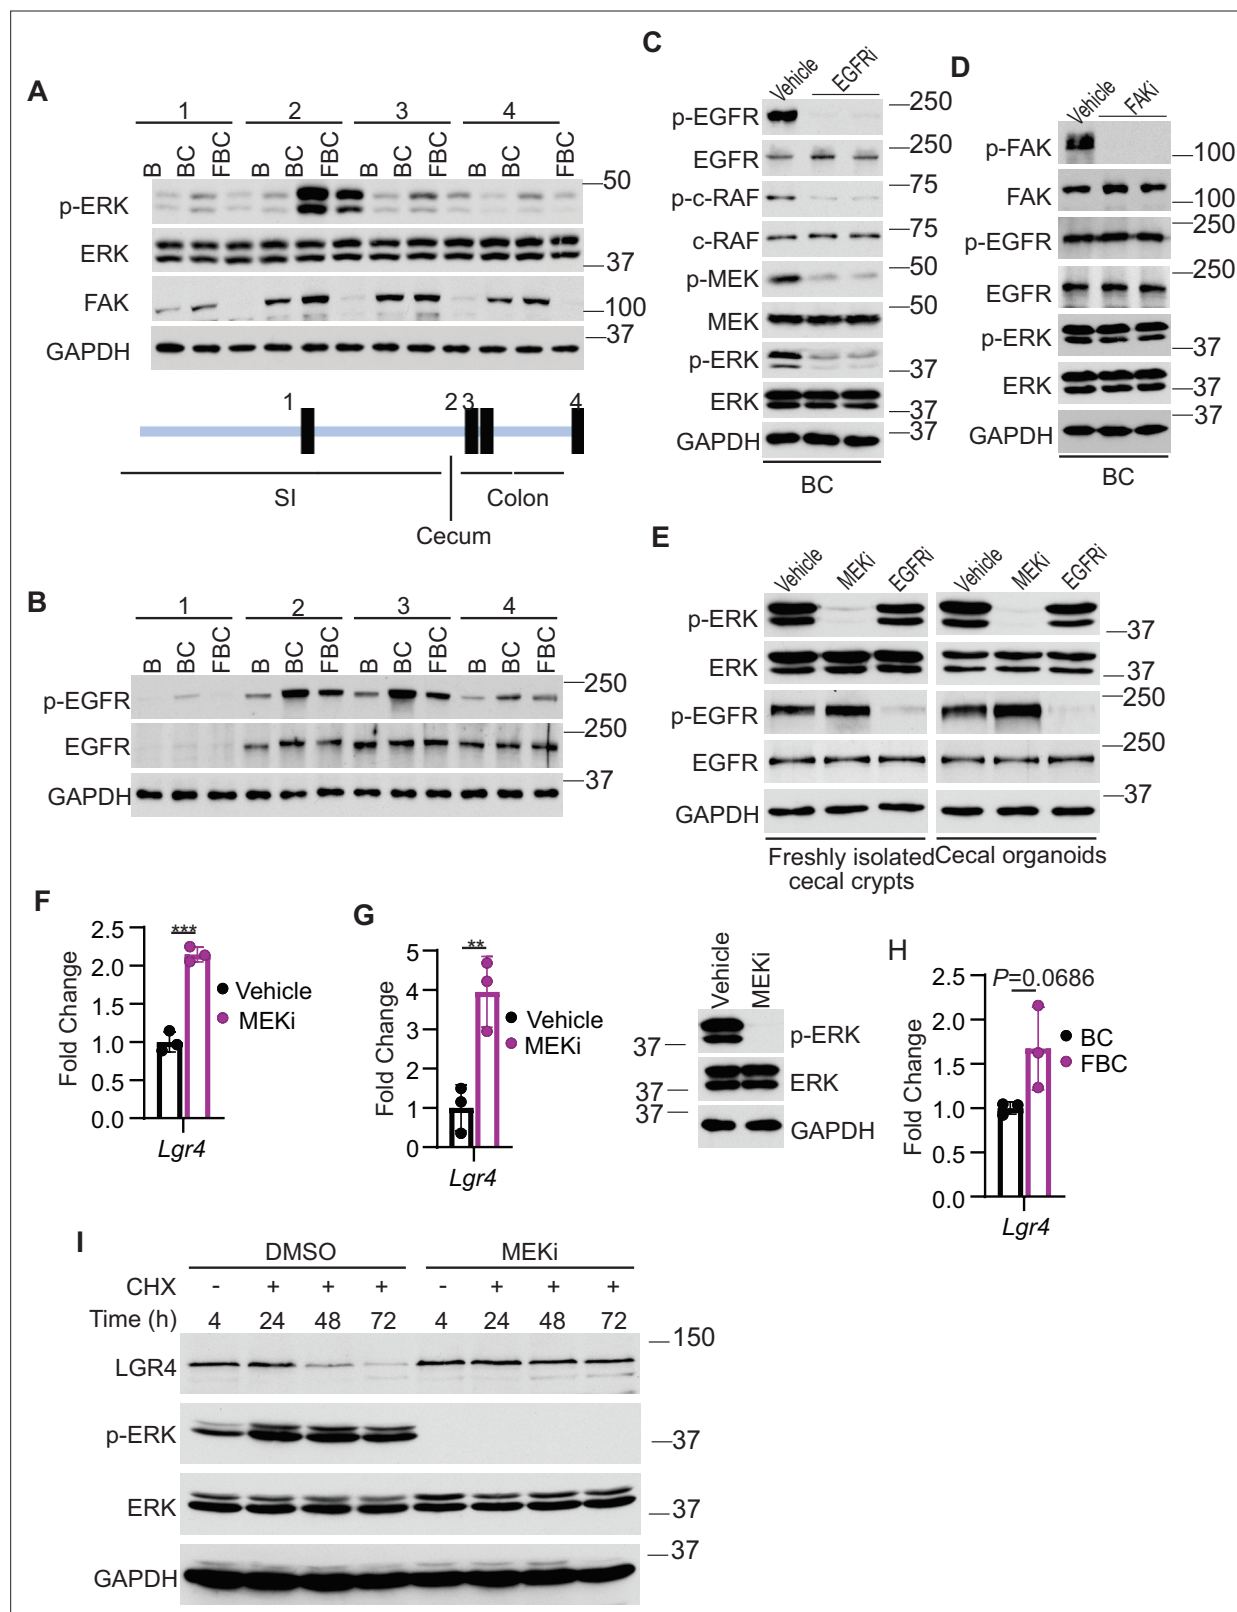 A
1 2 3 4
B BC FBC B BC FBC B BC FBC B BC FBC
p-ERK —50
ERK —37
FAK —100
GAPDH —37
1 2 3 4
SI Colon
Cecum
B
1 2 3 4
B BC FBC B BC FBC B BC FBC B BC FBC
p-EGFR —250
EGFR —250
GAPDH —37
C
Vehicle EGFRi
p-EGFR —250
EGFR —250
p-c-RAF —75
c-RAF —75
p-MEK —50
MEK —50
p-ERK —37
ERK —37
GAPDH —37
BC
D
Vehicle FAKi
p-FAK —100
FAK —100
p-EGFR —250
EGFR —250
p-ERK —37
ERK —37
GAPDH —37
BC
E
Vehicle MEKi EGFRi Vehicle MEKi EGFRi
p-ERK —37
ERK —37
p-EGFR —250
EGFR —250
GAPDH —37
Freshly isolated Cecal organoids
cecal crypts
F
Fold Change
2.5
2.0
1.5
1.0
0.5
0.0
***
Vehicle
MEKi
Lgr4
G
Fold Change
5
4
3
2
1
0
**
Vehicle
MEKi
Lgr4
Vehicle MEKi
37 — p-ERK
37 — ERK
37 — GAPDH
H
Fold Change
2.5
2.0
1.5
1.0
0.5
0.0
P=0.0686
BC
FBC
Lgr4
I
DMSO MEKi
CHX - + + + - + + +
Time (h) 4 24 48 72 4 24 48 72
LGR4 —150
p-ERK —37
ERK —37
GAPDH —37